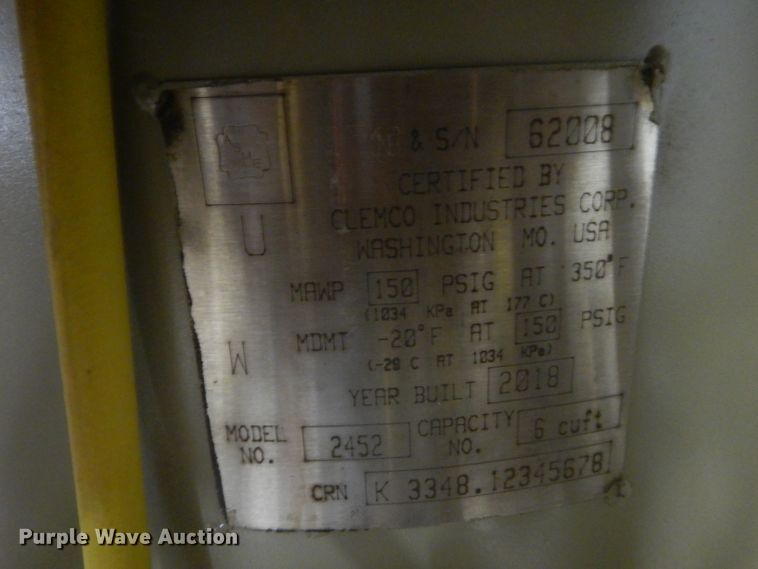 & S/N 62008
CERTIFIED BY
CLEMCO INDUSTRIES CORP.
WASHINGTON MO. USA
U
MAWP 150 PSIG AT 350°F
(1034 KPa AT 177 C)
MDMT -20°F AT 150 PSIG
(-29 C AT 1034 KPa)
W
YEAR BUILT 2018
MODEL NO. 2452 CAPACITY NO. 6 cuft
CRN K 3348.12345678
Purple Wave Auction®